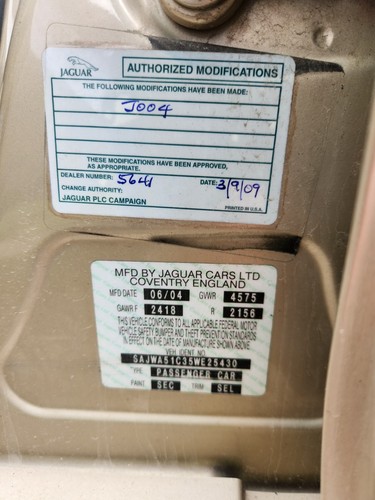 JAGUAR
AUTHORIZED MODIFICATIONS
THE FOLLOWING MODIFICATIONS HAVE BEEN MADE:
J004
THESE MODIFICATIONS HAVE BEEN APPROVED,
AS APPROPRIATE.
DEALER NUMBER: DATE: 3/9/09
CHANGE AUTHORITY:
JAGUAR PLC CAMPAIGN
PRINTED IN U.S.A.
MFD BY JAGUAR CARS LTD
COVENTRY ENGLAND
MFD DATE 06/04 GVWR 4575
GAWR F 2418 R 2156
THIS VEHICLE CONFORMS TO ALL APPLICABLE FEDERAL MOTOR
VEHICLE SAFETY, BUMPER AND THEFT PREVENTION STANDARDS
IN EFFECT ON THE DATE OF MANUFACTURE SHOWN ABOVE
VEH. IDENT NO.
SAJWA51C35WE25430
TYPE PASSENGER CAR
PAINT SEC TRIM SEL